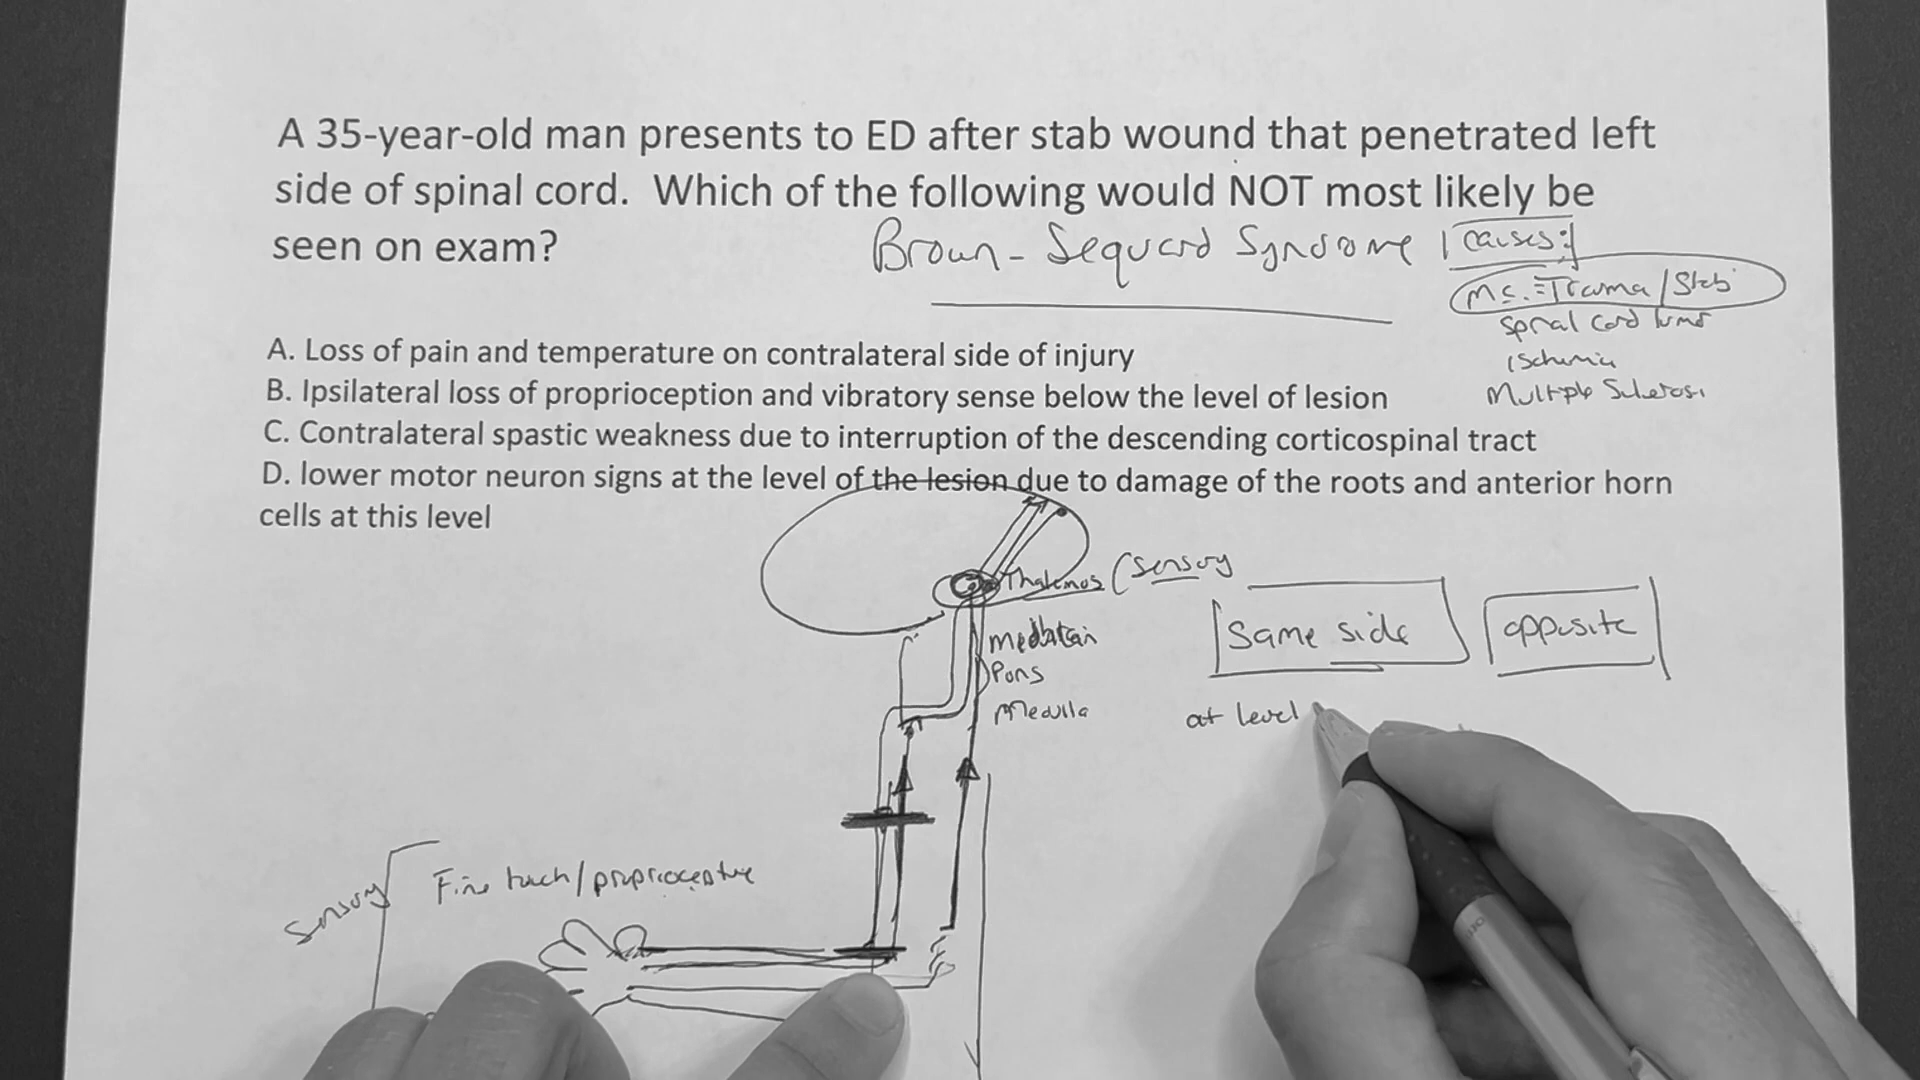 A 35-year-old man presents to ED after stab wound that penetrated left
side of spinal cord. Which of the following would NOT most likely be
seen on exam?
Brown-Sequard Syndrome
causes:
M.C. = Trauma / Stab
Spinal Cord tumor
Ischemia
Multiple Sclerosi
A. Loss of pain and temperature on contralateral side of injury
B. Ipsilateral loss of proprioception and vibratory sense below the level of lesion
C. Contralateral spastic weakness due to interruption of the descending corticospinal tract
D. lower motor neuron signs at the level of the lesion due to damage of the roots and anterior horn
cells at this level
Thalamus (sensory
Pons
Medulla
same side
opposite
at level
Sensory
Fine touch / proprioceptive